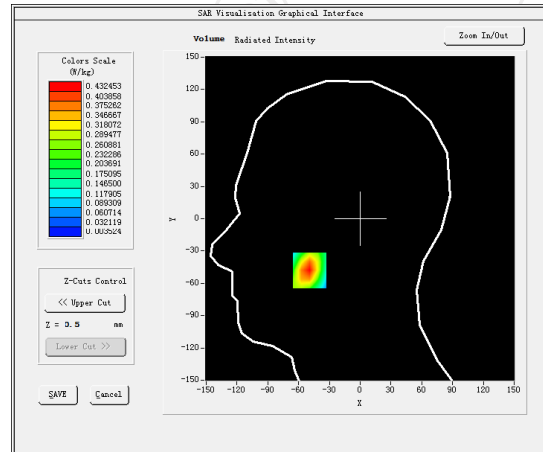 SAR Visualisation Graphical Interface
Volume Radiated Intensity
Zoom In/Out
Colors Scale
(W/kg)
0.432453
0.403858
0.375262
0.346667
0.318072
0.289477
0.260881
0.232286
0.203691
0.175095
0.146500
0.117905
0.089309
0.060714
0.032119
0.003524
Z-Cuts Control
<< Upper Cut
Z = 0.5 mm
Lower Cut >>
SAVE
Cancel
150
120
90
60
30
0
-30
-60
-90
-120
-150
Y
-150 -120 -90 -60 -30 0 30 60 90 120 150
X